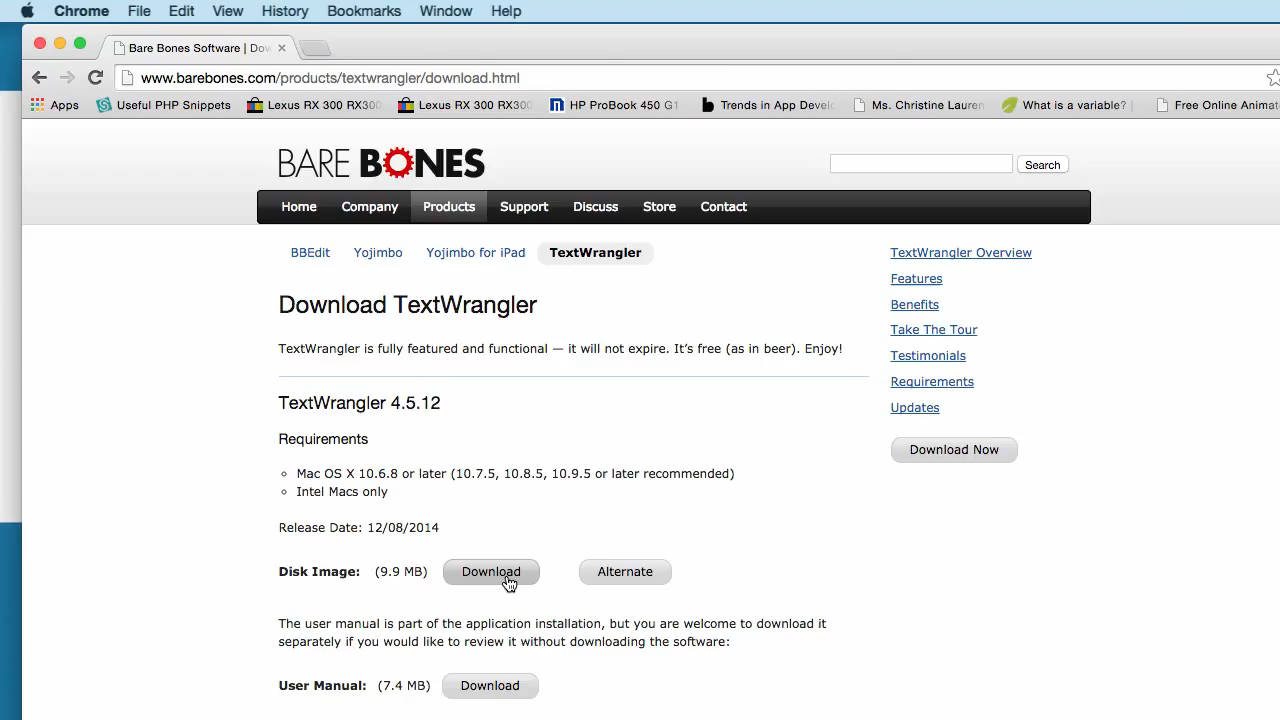 Chrome File Edit View History Bookmarks Window Help
Bare Bones Software | Dov
www.barebones.com/products/textwrangler/download.html
Apps Useful PHP Snippets Lexus RX 300 RX30 Lexus RX 300 RX30 HP ProBook 450 G1 Trends in App Devel Ms. Christine Lauren What is a variable? | Free Online Animat
BARE BONES
Search
Home Company Products Support Discuss Store Contact
BBEdit Yojimbo Yojimbo for iPad TextWrangler
TextWrangler Overview
Features
Benefits
Take The Tour
Testimonials
Requirements
Updates
Download Now
Download TextWrangler
TextWrangler is fully featured and functional — it will not expire. It’s free (as in beer). Enjoy!
TextWrangler 4.5.12
Requirements
Mac OS X 10.6.8 or later (10.7.5, 10.8.5, 10.9.5 or later recommended)
Intel Macs only
Release Date: 12/08/2014
Disk Image: (9.9 MB) Download Alternate
The user manual is part of the application installation, but you are welcome to download it
separately if you would like to review it without downloading the software:
User Manual: (7.4 MB) Download